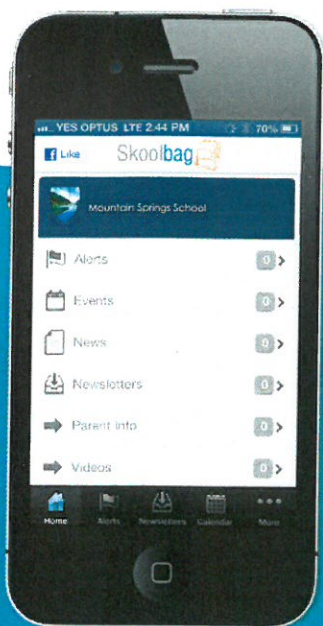 YES OPTUS LTE 2:44 PM 70%
Like Skoolbag
Mountain Springs School
Alerts 0
Events 0
News 0
Newsletters 0
Parent Info 0
Videos 0
Home Alerts Newsletters Calendar More